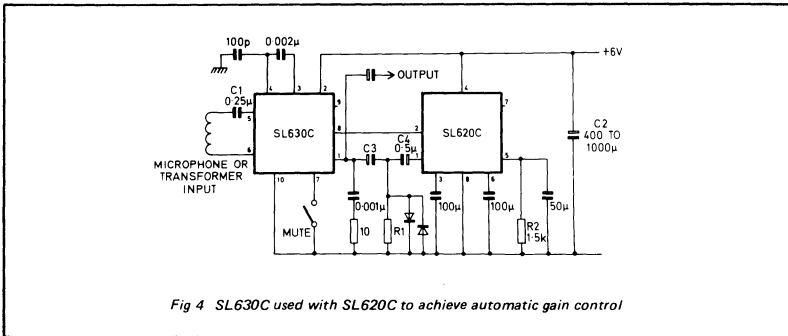 100p 0·002µ
+6V
OUTPUT
C1
0·25µ
4 3 2
9
5
SL630C
8
6
1
10 7
MICROPHONE OR
TRANSFORMER
INPUT
MUTE
C3
C4
0·5µ
0·001µ
10
R1
4
7
2
SL620C
1
5
3 8 6
100µ
100µ
50µ
R2
1·5k
C2
400 TO
1000µ
Fig 4 SL630C used with SL620C to achieve automatic gain control